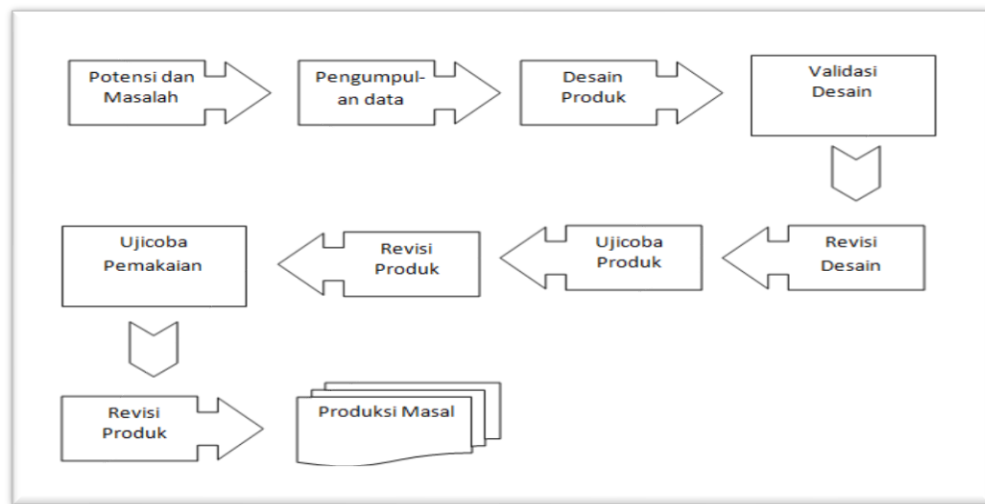 Potensi dan
Masalah
Pengumpul-
an data
Desain
Produk
Validasi
Desain
Revisi
Desain
Ujicoba
Produk
Revisi
Produk
Ujicoba
Pemakaian
Revisi
Produk
Produksi Masal